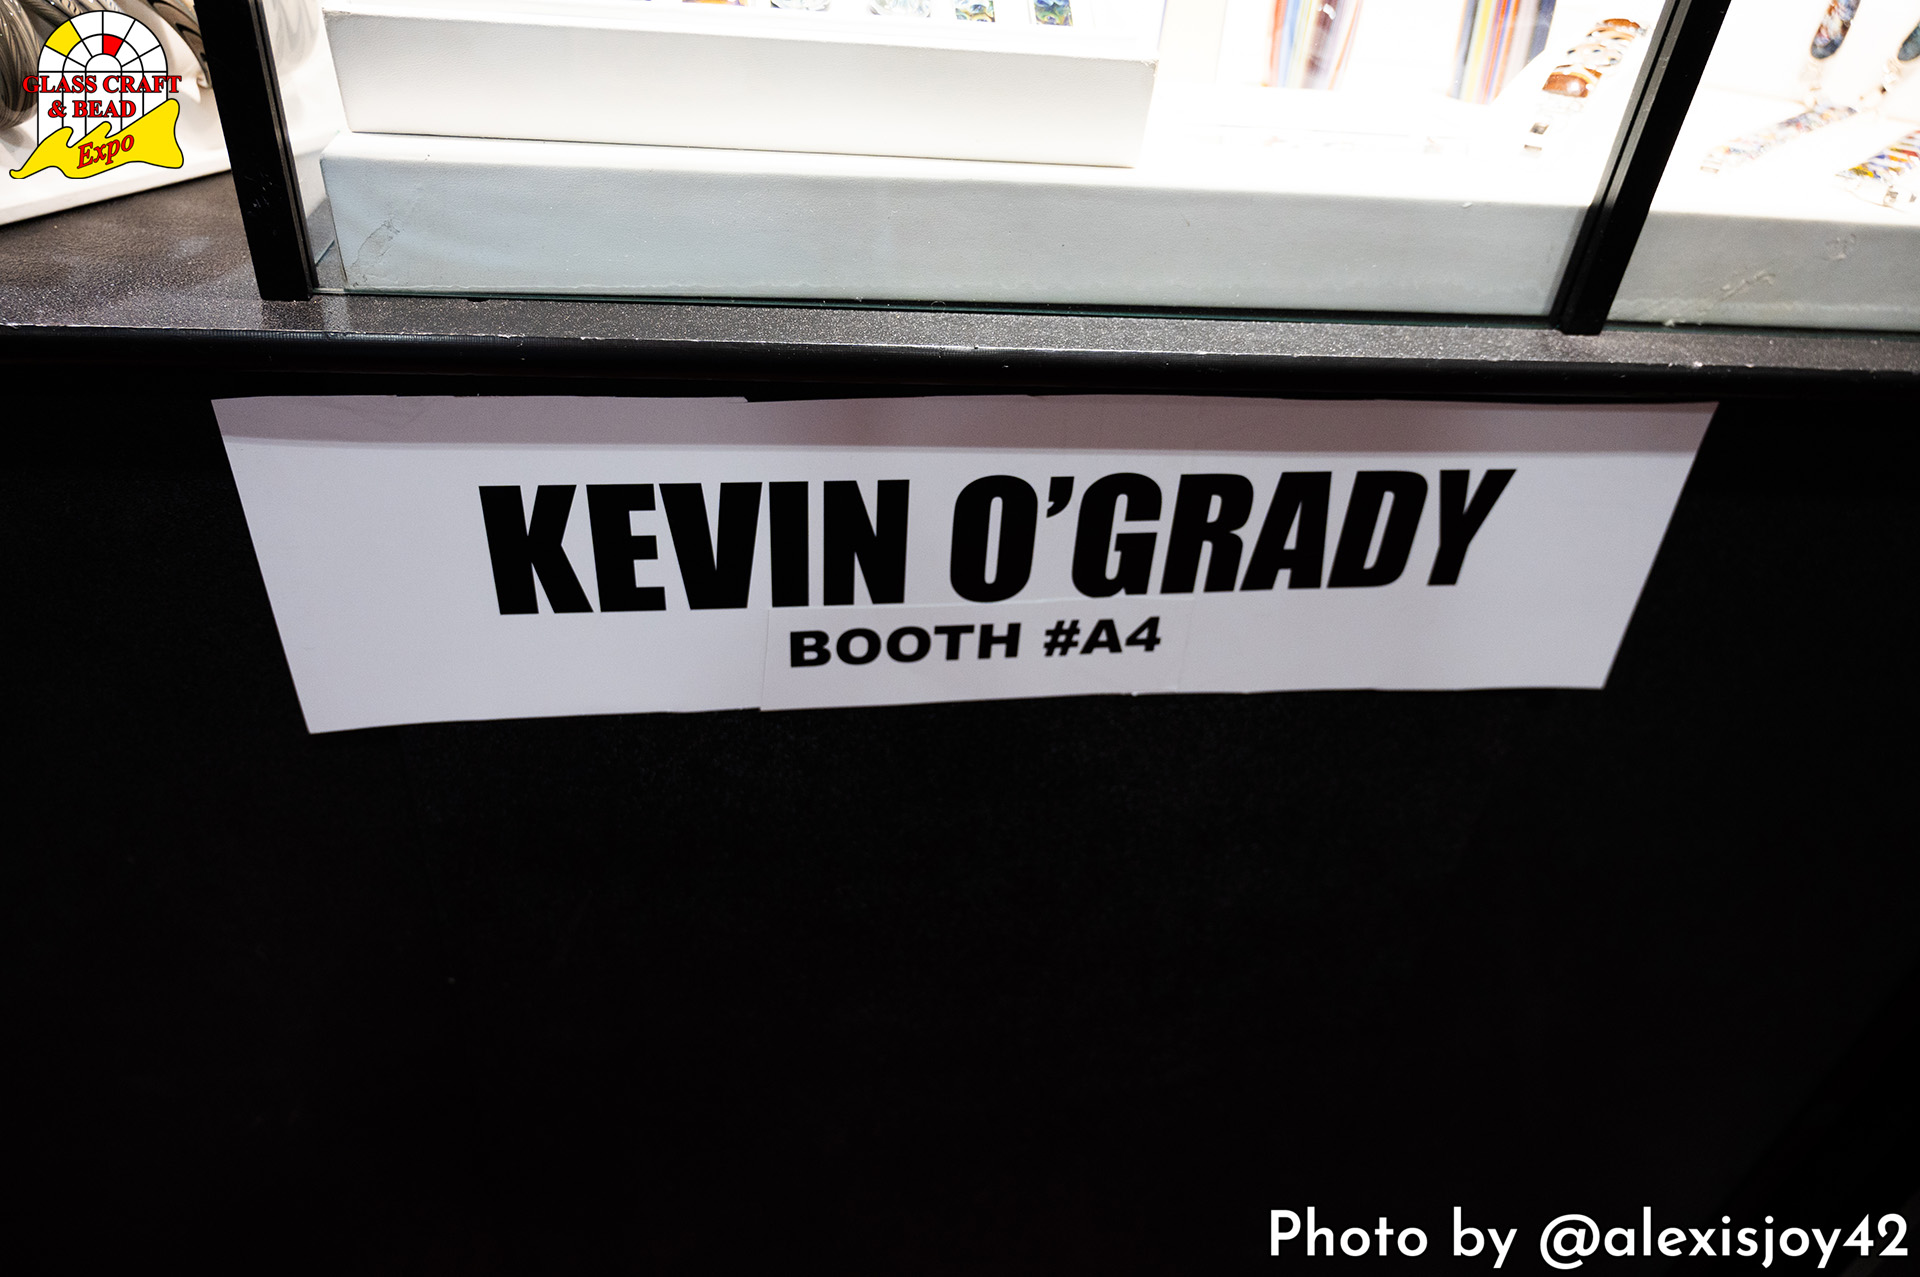 GLASS CRAFT
& BEAD
Expo
KEVIN O'GRADY
BOOTH #A4
Photo by @alexisjoy42